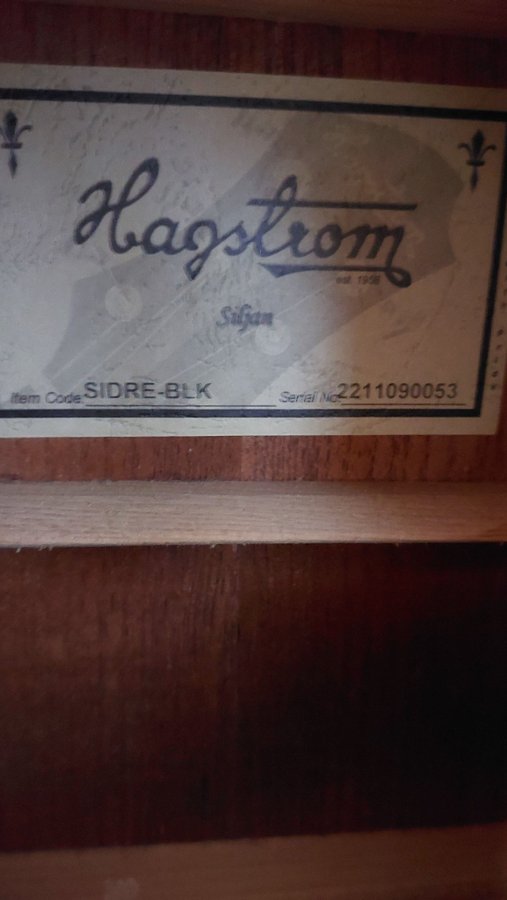 Hagstrom
est. 1958
Siljan
Item Code: SIDRE-BLK Serial No: 2211090053